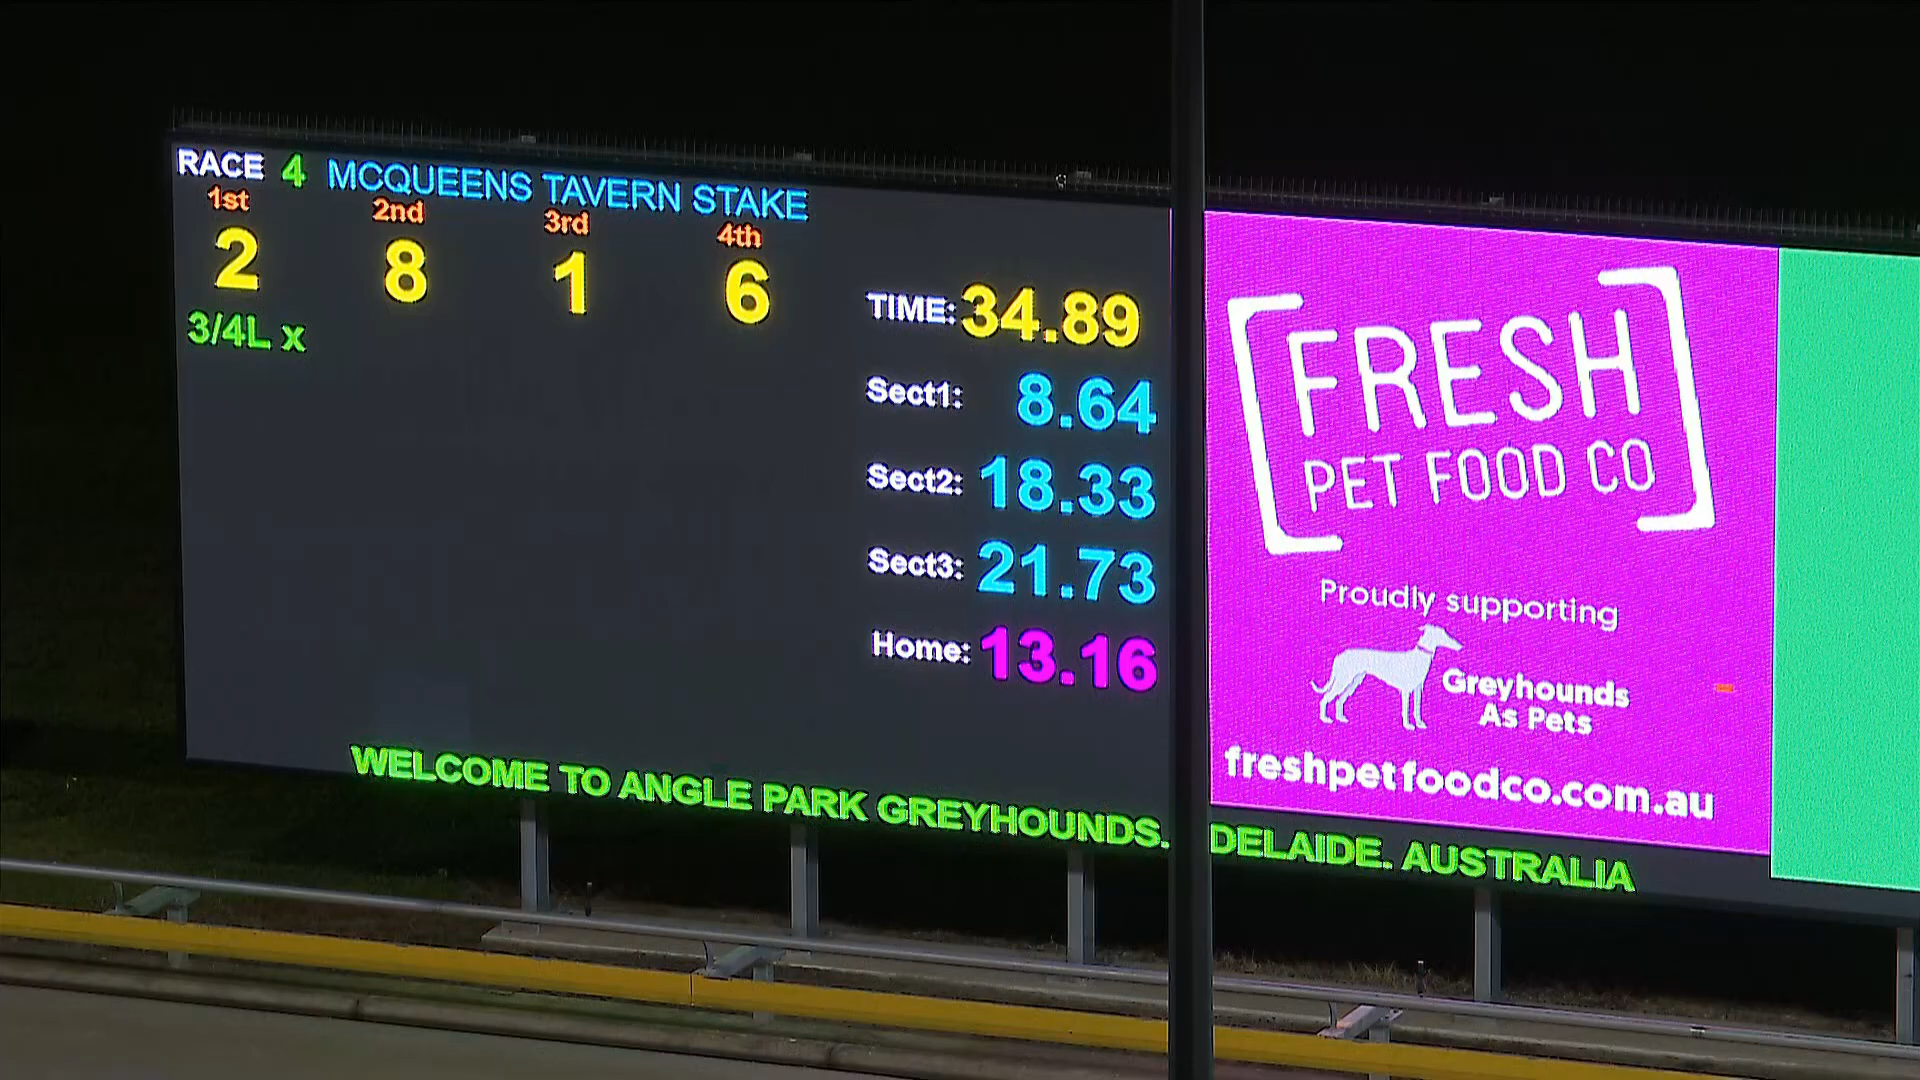 RACE 4 MCQUEENS TAVERN STAKE
1st 2nd 3rd 4th
2 8 1 6
3/4L x
TIME: 34.89
Sect1: 8.64
Sect2: 18.33
Sect3: 21.73
Home: 13.16
WELCOME TO ANGLE PARK GREYHOUNDS. DELAIDE. AUSTRALIA
[FRESH
PET FOOD CO]
Proudly supporting
Greyhounds
As Pets
freshpetfoodco.com.au